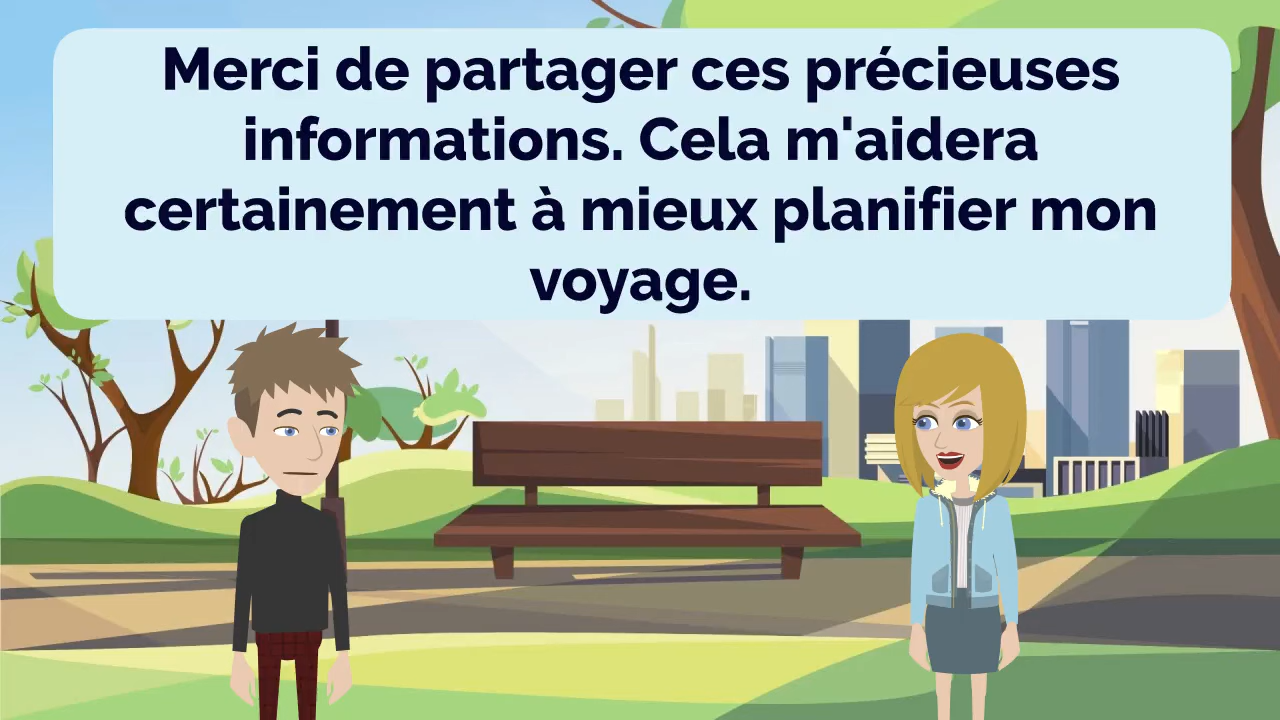 Merci de partager ces précieuses
informations. Cela m'aidera
certainement à mieux planifier mon
voyage.